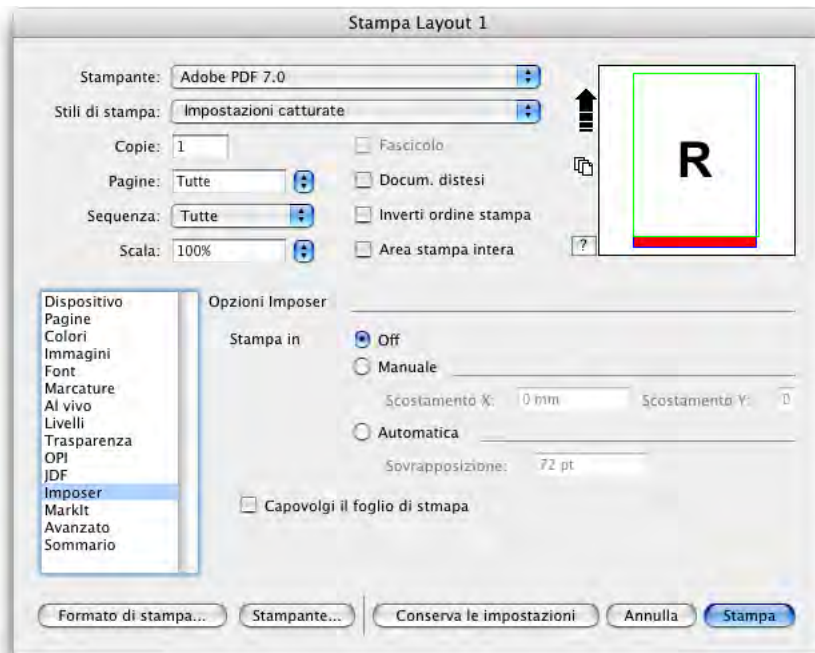 Stampa Layout 1
Stampante: Adobe PDF 7.0
Stili di stampa: Impostazioni catturate
Copie: 1 Fascicolo
Pagine: Tutte Docum. distesi
Sequenza: Tutte Inverti ordine stampa
Scala: 100% Area stampa intera
R
?
Dispositivo
Pagine
Colori
Immagini
Font
Marcature
Al vivo
Livelli
Trasparenza
OPI
JDF
Imposer
MarkIt
Avanzato
Sommario
Opzioni Imposer
Stampa in Off
Manuale
Scostamento X: 0 mm Scostamento Y: 0
Automatica
Sovrapposizione: 72 pt
Capovolgi il foglio di stmapa
Formato di stampa... Stampante... Conserva le impostazioni Annulla Stampa